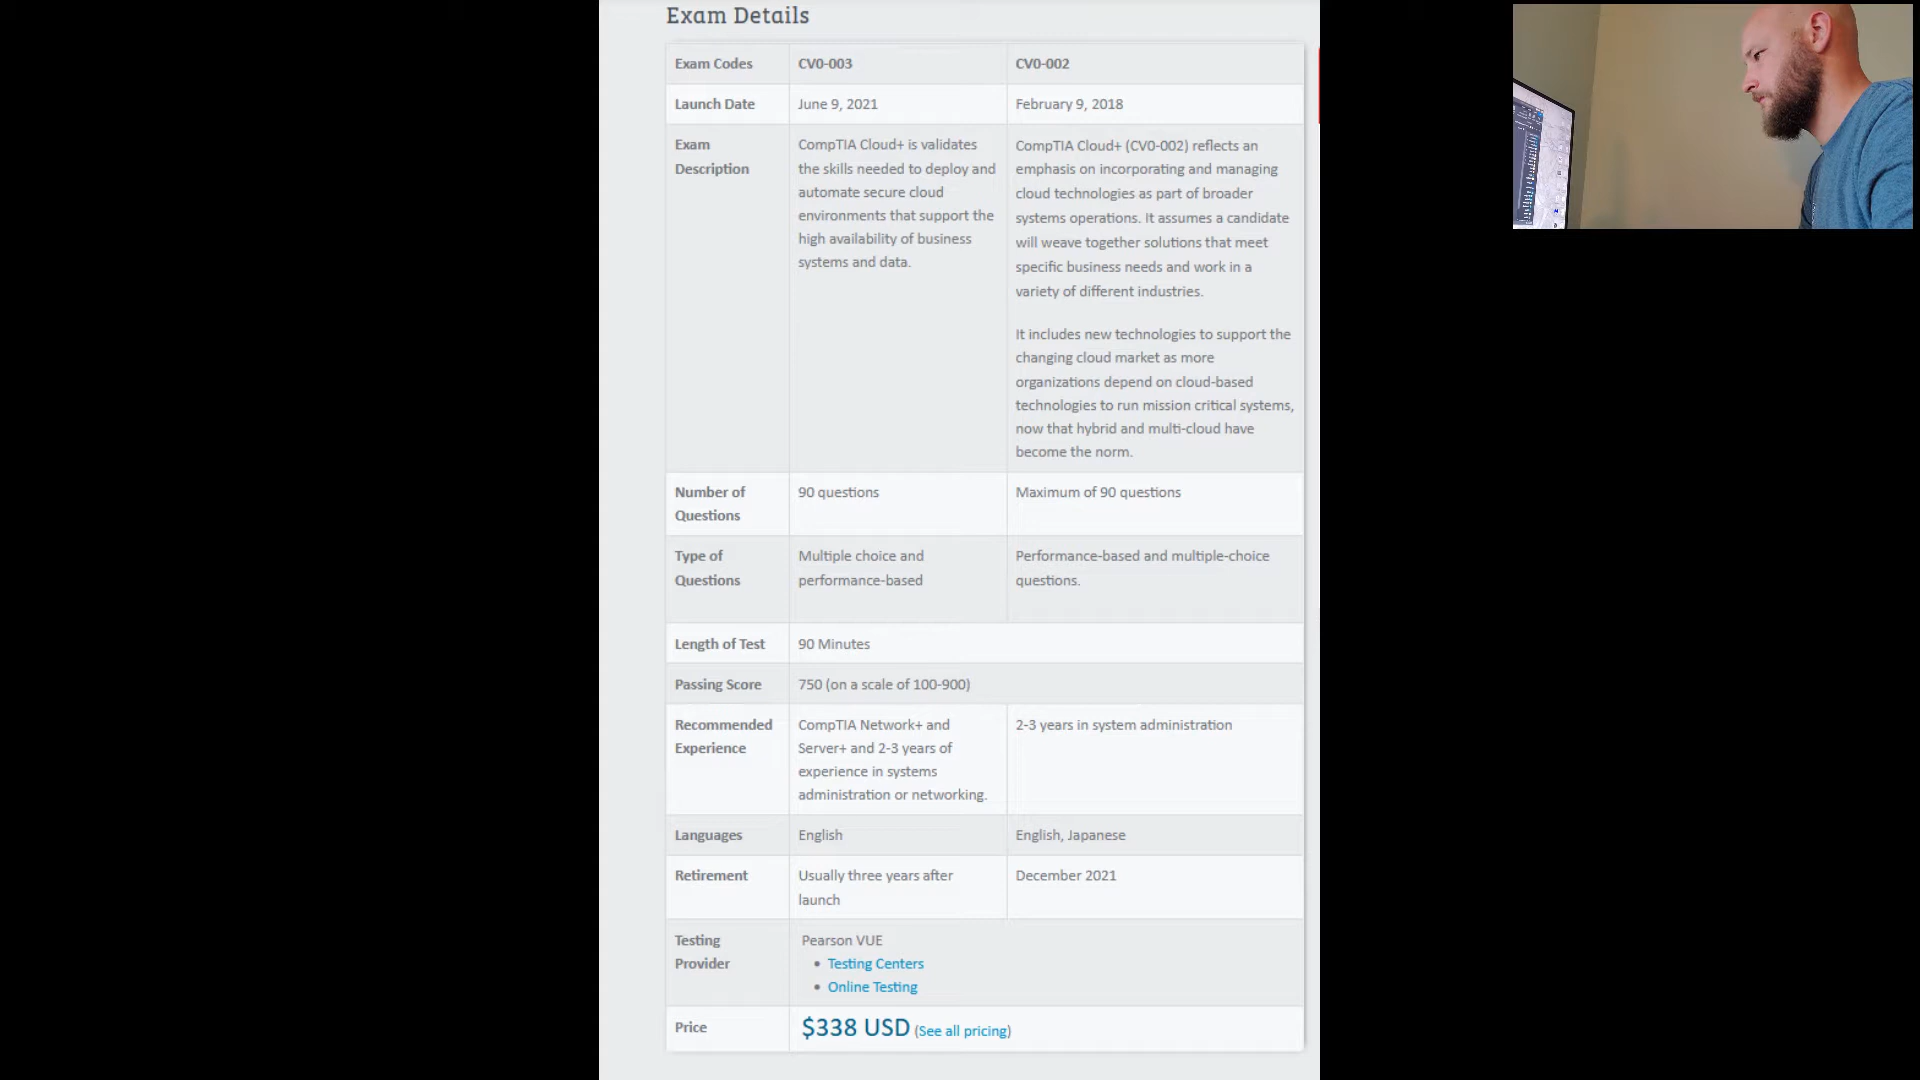 Exam Details
Exam Codes
CV0-003
CV0-002
Launch Date
June 9, 2021
February 9, 2018
Exam
Description
CompTIA Cloud+ is validates
the skills needed to deploy and
automate secure cloud
environments that support the
high availability of business
systems and data.
CompTIA Cloud+ (CV0-002) reflects an
emphasis on incorporating and managing
cloud technologies as part of broader
systems operations. It assumes a candidate
will weave together solutions that meet
specific business needs and work in a
variety of different industries.
It includes new technologies to support the
changing cloud market as more
organizations depend on cloud-based
technologies to run mission critical systems,
now that hybrid and multi-cloud have
become the norm.
Number of
Questions
90 questions
Maximum of 90 questions
Type of
Questions
Multiple choice and
performance-based
Performance-based and multiple-choice
questions.
Length of Test
90 Minutes
Passing Score
750 (on a scale of 100-900)
Recommended
Experience
CompTIA Network+ and
Server+ and 2-3 years of
experience in systems
administration or networking.
2-3 years in system administration
Languages
English
English, Japanese
Retirement
Usually three years after
launch
December 2021
Testing
Provider
Pearson VUE
• Testing Centers
• Online Testing
Price
$338 USD (See all pricing)